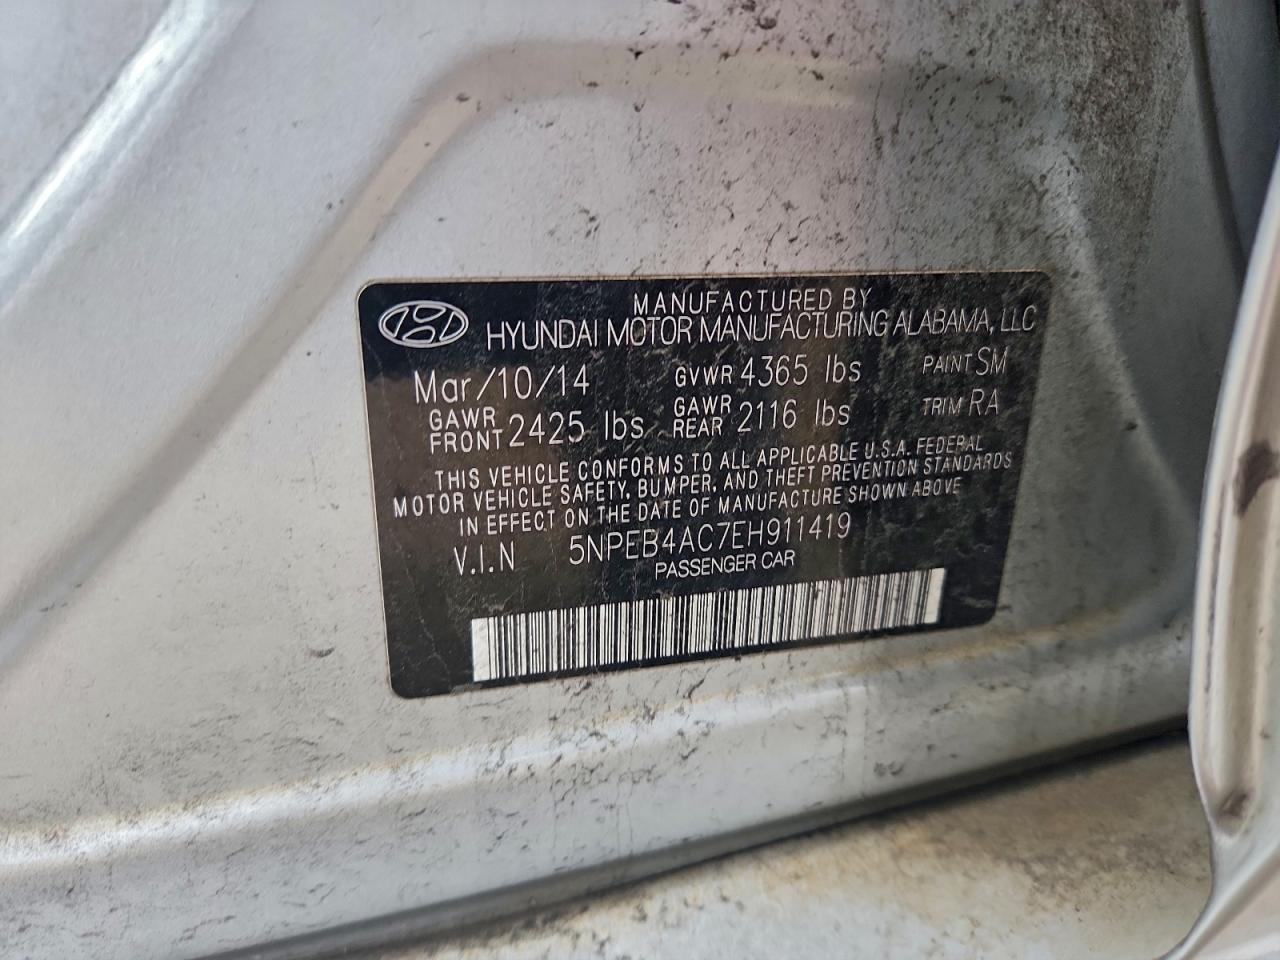 MANUFACTURED BY
HYUNDAI MOTOR MANUFACTURING ALABAMA, LLC
Mar/10/14 GVWR 4365 lbs PAINT SM
GAWR FRONT 2425 lbs GAWR REAR 2116 lbs TRIM RA
THIS VEHICLE CONFORMS TO ALL APPLICABLE U.S.A. FEDERAL
MOTOR VEHICLE SAFETY, BUMPER, AND THEFT PREVENTION STANDARDS
IN EFFECT ON THE DATE OF MANUFACTURE SHOWN ABOVE
V.I.N 5NPEB4AC7EH911419
PASSENGER CAR